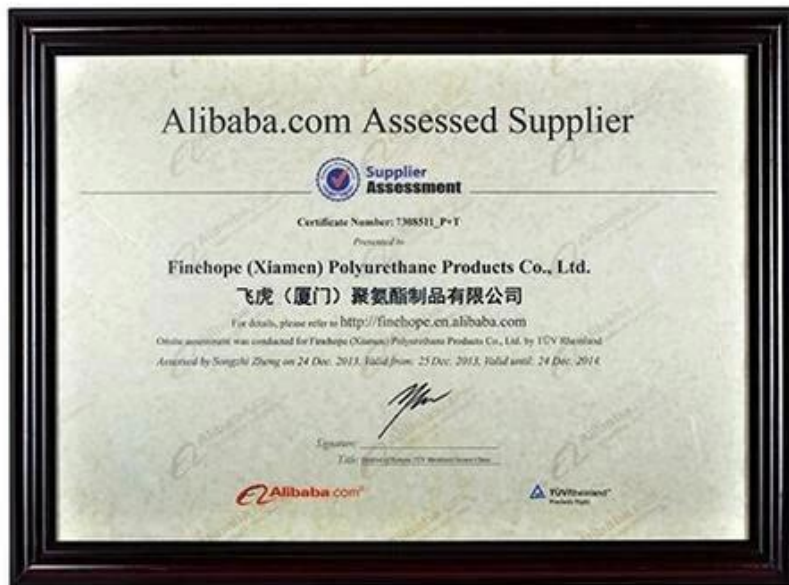 Alibaba.com Assessed Supplier
Supplier
Assessment
Certificate Number: 7308511_P+T
Presented to
Finehope (Xiamen) Polyurethane Products Co., Ltd.
飞虎（厦门）聚氨酯制品有限公司
For details, please refer to http://finehope.en.alibaba.com
Onsite assessment was conducted for Finehope (Xiamen) Polyurethane Products Co., Ltd. by TÜV Rheinland
Assessed by Songzhi Zheng on 24 Dec. 2013, Valid from: 25 Dec. 2013, Valid until: 24 Dec. 2014
Signature:
Title:
Alibaba.com®
TÜVRheinland®
Precisely Right.